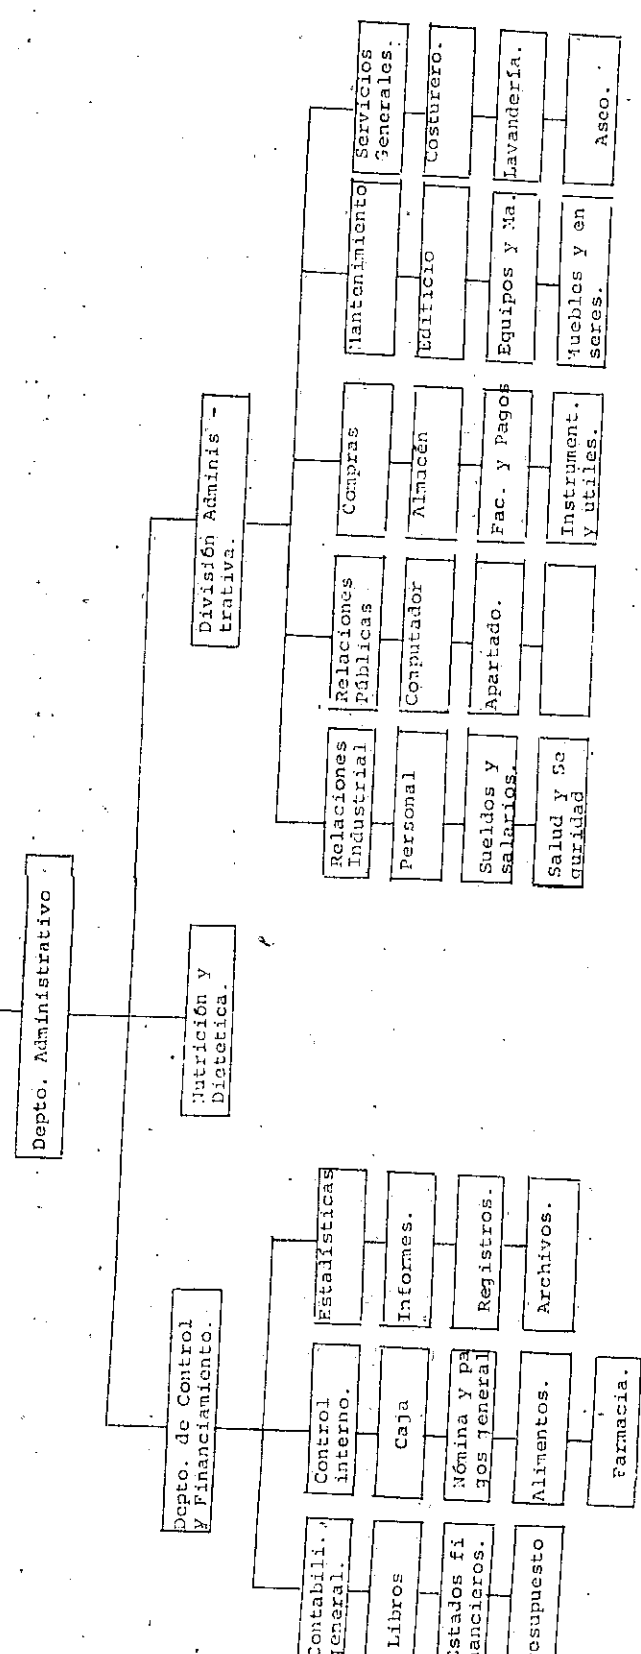 Depto. Administrativo
Depto. de Control
y Financiamiento.
Nutrición y
Dietetica.
División Adminis -
trativa.
Contabili.
General.
Libros
Estados fi
nancieros.
esupuesto
Control
interno.
Caja
Nómina y pa
gos general
Alimentos.
Farmacia.
Estadísticas
Informes.
Registros.
Archivos.
Relaciones
Industrial
Personal
Sueldos y
salarios.
Salud y Se
guridad
Relaciones
Públicas
Computador
Apartado.
Compras
Almacén
Fac. y Pagos
Instrument.
y utiles.
Mantenimiento
Edificio
Equipos y Ma.
Muebles y en
seres.
Servicios
Generales.
Costurero.
Lavandería.
Aseo.